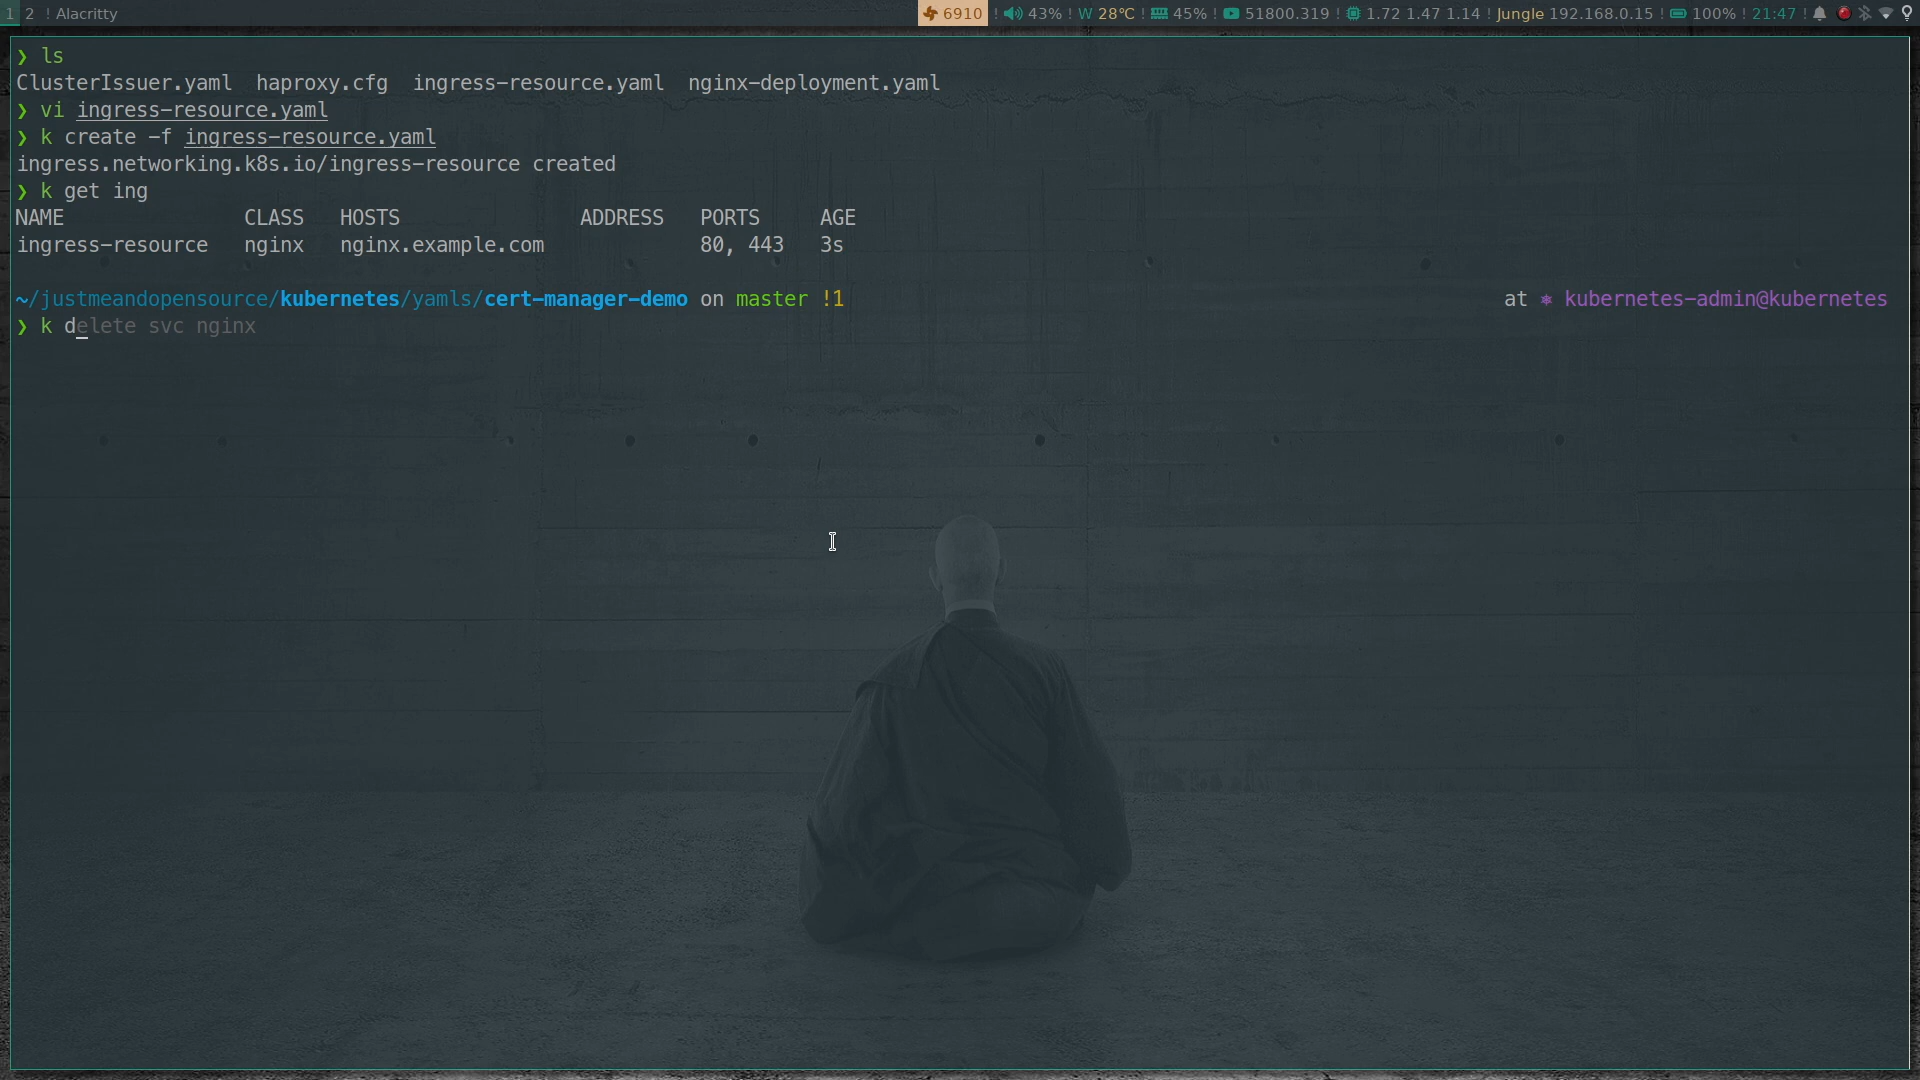 1 2 ! Alacritty 6910 ! 43% ! W 28°C ! 45% ! 51800.319 ! 1.72 1.47 1.14 ! Jungle 192.168.0.15 ! 100% ! 21:47 !
❯ ls
ClusterIssuer.yaml haproxy.cfg ingress-resource.yaml nginx-deployment.yaml
❯ vi ingress-resource.yaml
❯ k create -f ingress-resource.yaml
ingress.networking.k8s.io/ingress-resource created
❯ k get ing
NAME CLASS HOSTS ADDRESS PORTS AGE
ingress-resource nginx nginx.example.com 80, 443 3s
~/justmeandopensource/kubernetes/yamls/cert-manager-demo on master !1 at ⎈ kubernetes-admin@kubernetes
❯ k delete svc nginx